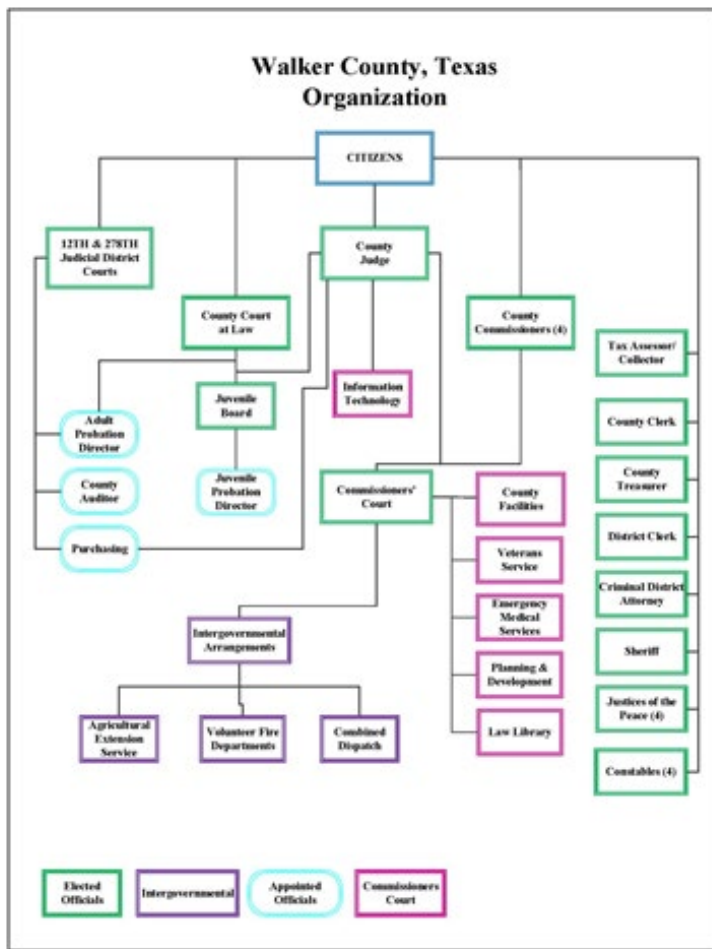 Walker County, Texas
Organization
CITIZENS
12TH & 278TH
Judicial District
Courts
County
Judge
County Court
at Law
County
Commissioners (4)
Tax Assessor/
Collector
Juvenile
Board
Information
Technology
Adult
Probation
Director
County Clerk
County
Auditor
Juvenile
Probation
Director
Commissioners'
Court
County
Facilities
County
Treasurer
Purchasing
Veterans
Service
District Clerk
Criminal District
Attorney
Intergovernmental
Arrangements
Emergency
Medical
Services
Sheriff
Planning &
Development
Justices of the
Peace (4)
Agricultural
Extension
Service
Volunteer Fire
Departments
Combined
Dispatch
Law Library
Constables (4)
Elected
Officials
Intergovernmental
Appointed
Officials
Commissioners
Court